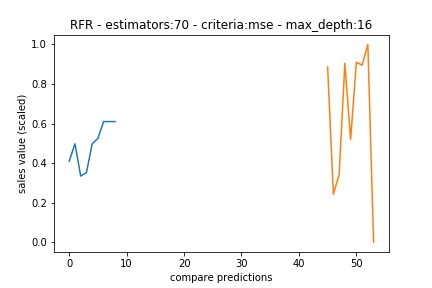 RFR - estimators:70 - criteria:mse - max_depth:16
1.0
0.8
0.6
0.4
0.2
0.0
sales value (scaled)
0 10 20 30 40 50
compare predictions